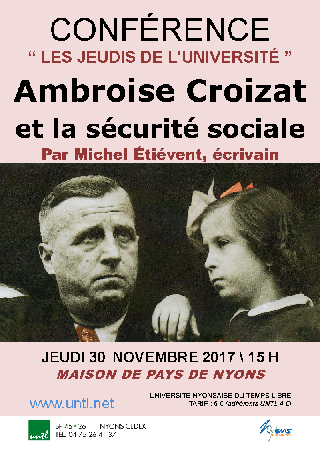 CONFÉRENCE
“ LES JEUDIS DE L'UNIVERSITÉ ”
Ambroise Croizat
et la sécurité sociale
Par Michel Étiévent, écrivain
JEUDI 30 NOVEMBRE 2017 \ 15 H
MAISON DE PAYS DE NYONS
UNIVERSITÉ NYONSAISE DU TEMPS LIBRE
www.untl.net
NYONS CEDEX
untl